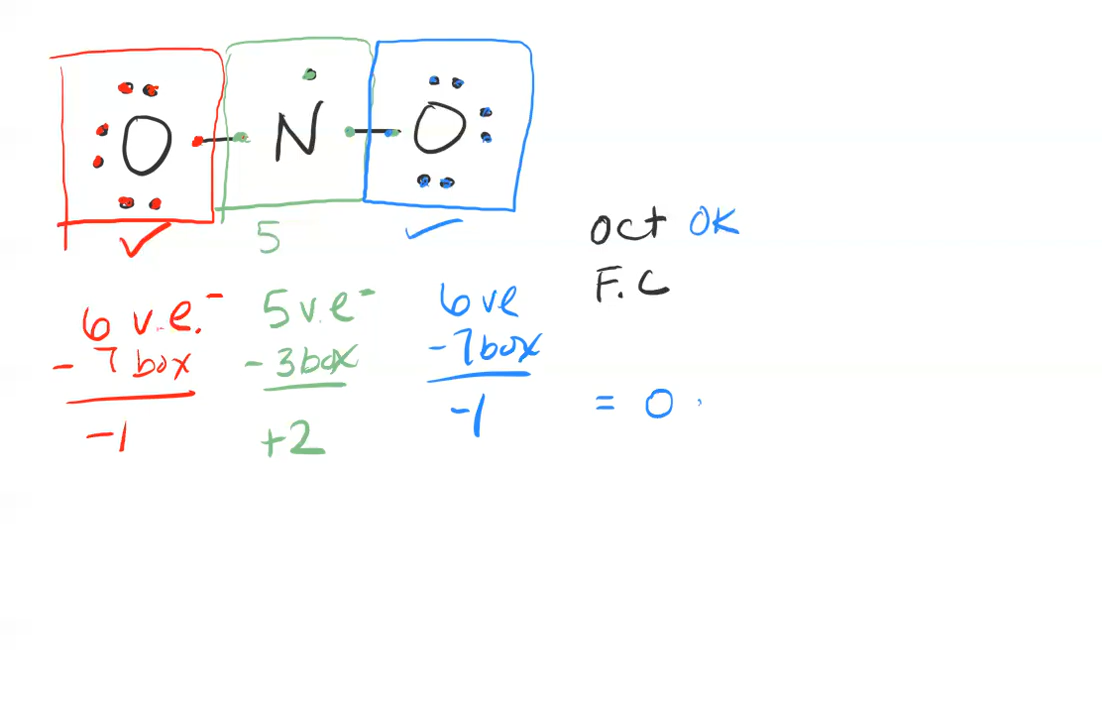 O - N - O
5
oct OK
F.C
6 v.e.⁻
- 7 box
-1
5 v.e⁻
- 3 box
+2
6 ve
- 7 box
-1
= 0